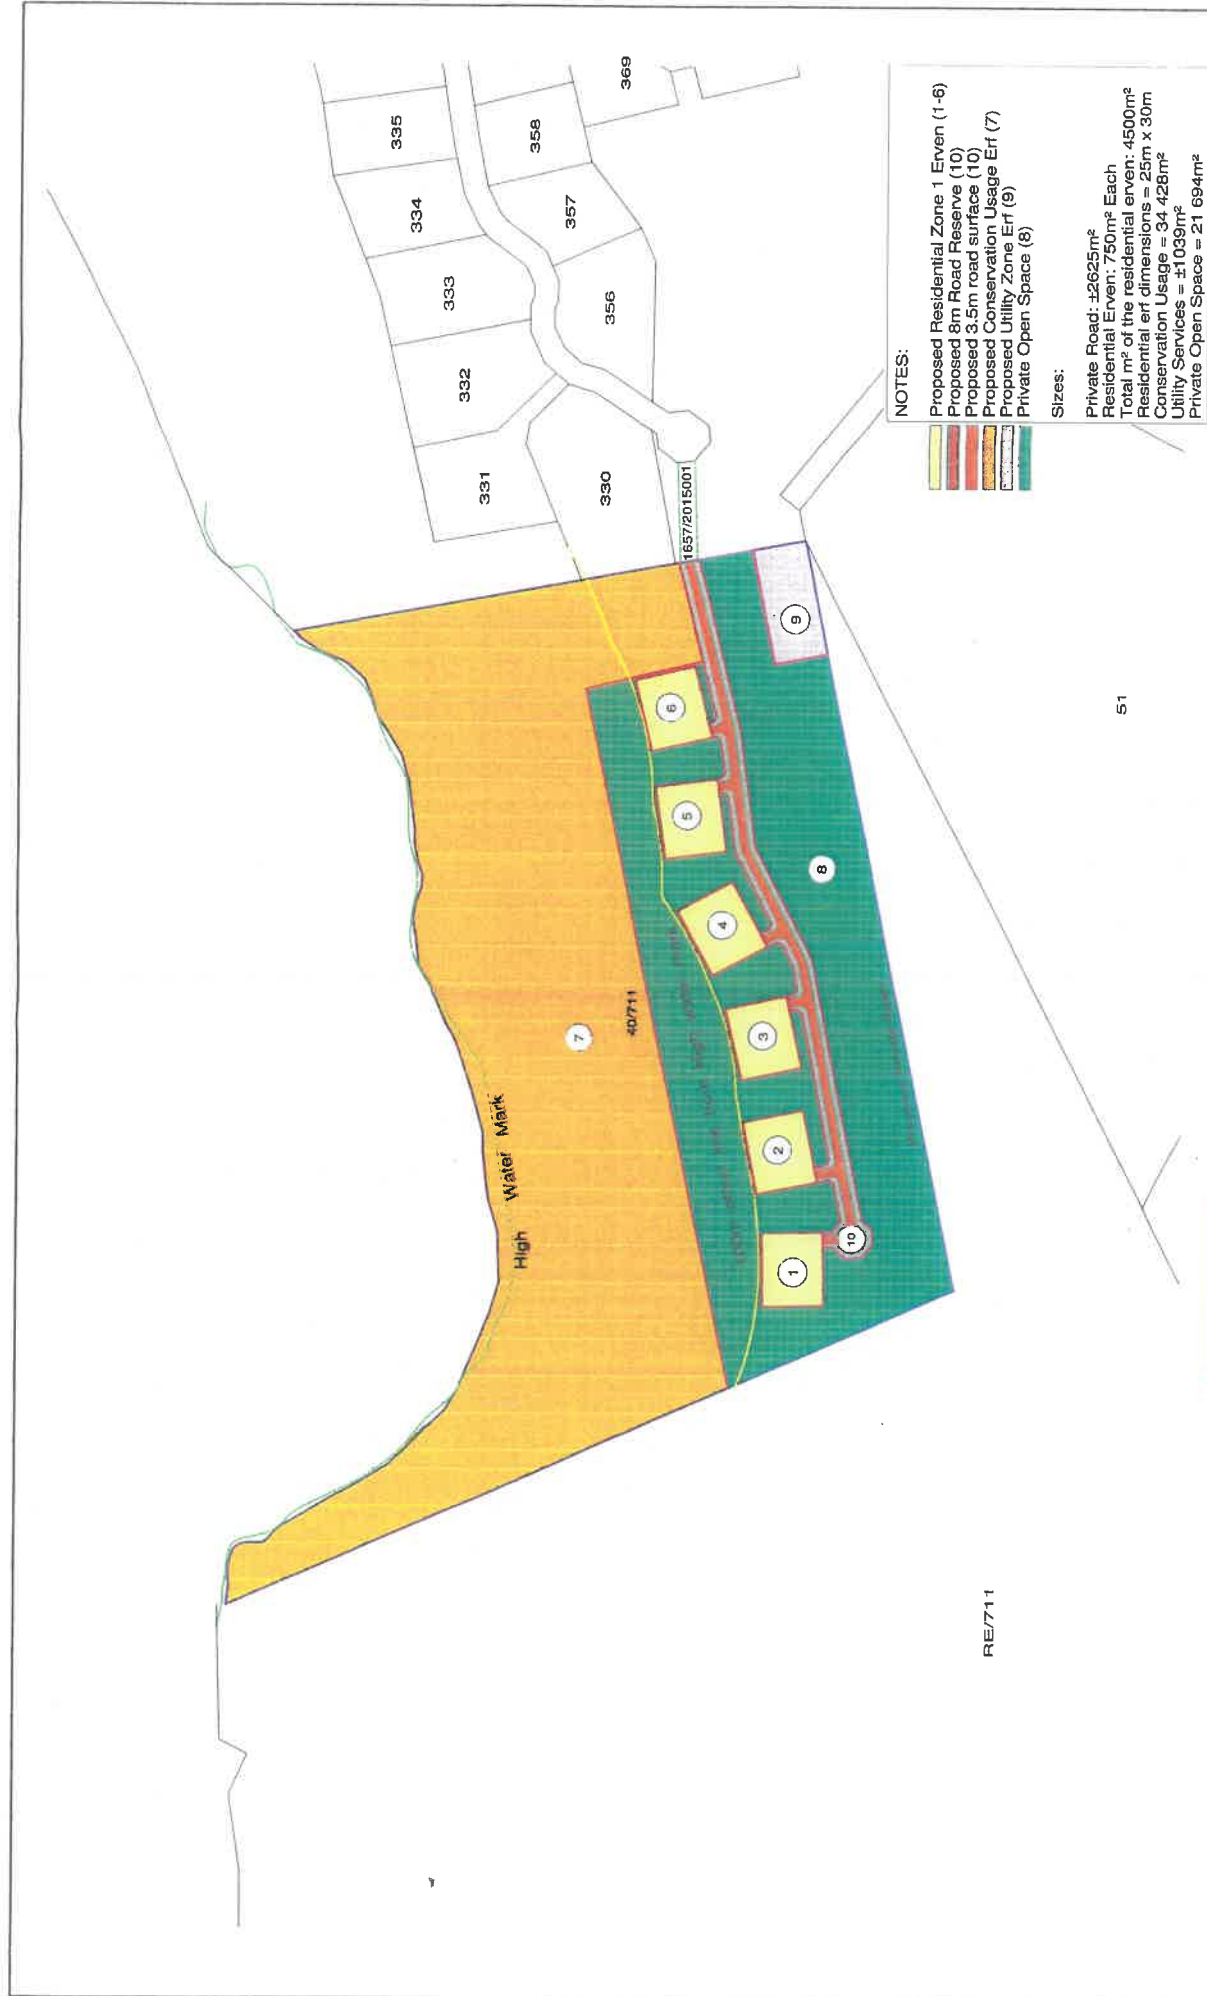 335
334
333
332
331
330
369
358
357
356
1657/2015001
High Water Mark
40/711
7
6
5
4
3
2
1
10
9
8
51
RE/711
NOTES:
Proposed Residential Zone 1 Erven (1-6)
Proposed 8m Road Reserve (10)
Proposed 3.5m road surface (10)
Proposed Conservation Usage Erf (7)
Proposed Utility Zone Erf (9)
Private Open Space (8)
Sizes:
Private Road: ±2625m²
Residential Erven: 750m² Each
Total m² of the residential erven: 4500m²
Residential erf dimensions = 25m x 30m
Conservation Usage = 34 428m²
Utility Services = ±1039m²
Private Open Space = 21 694m²